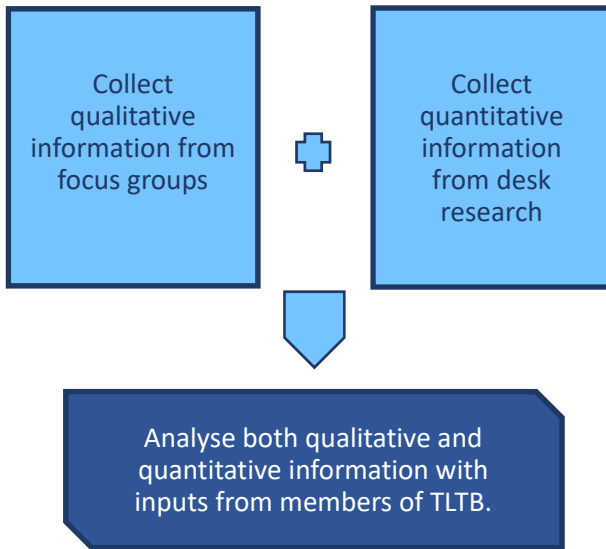 Collect
qualitative
information from
focus groups
Collect
quantitative
information
from desk
research
Analyse both qualitative and
quantitative information with
inputs from members of TLTB.